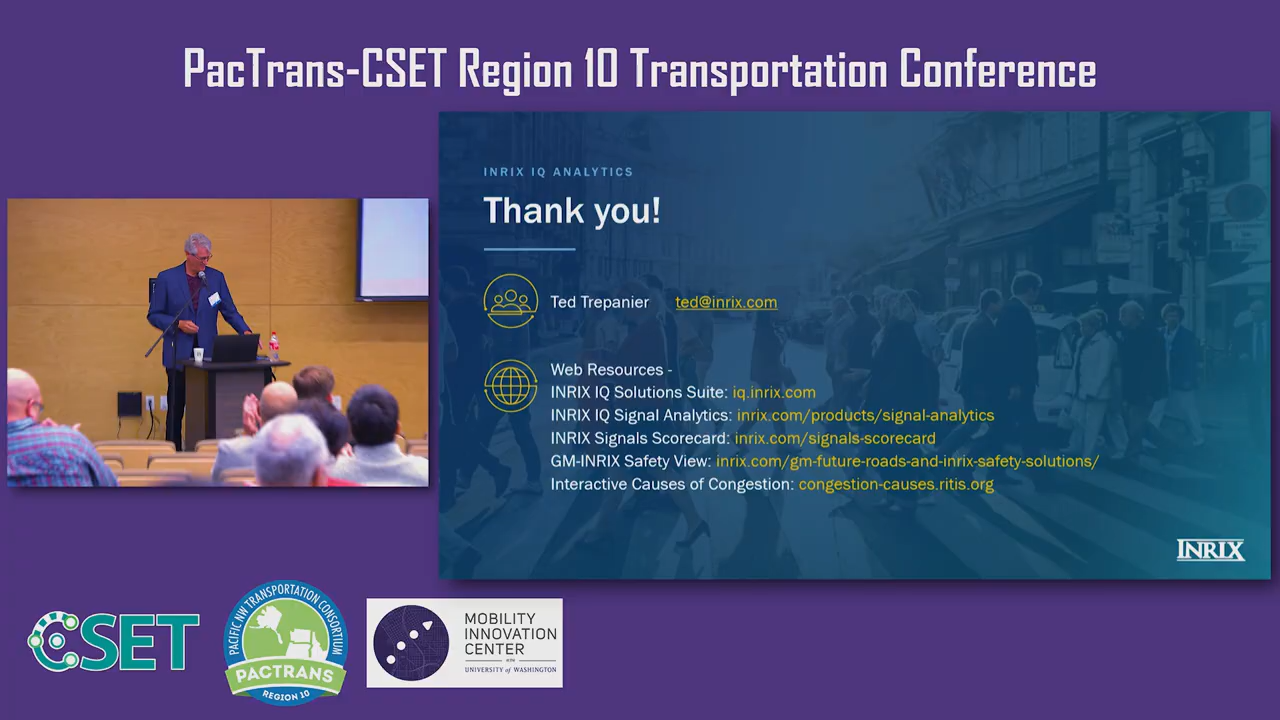 PacTrans-CSET Region 10 Transportation Conference
INRIX IQ ANALYTICS
Thank you!
Ted Trepanier ted@inrix.com
Web Resources -
INRIX IQ Solutions Suite: iq.inrix.com
INRIX IQ Signal Analytics: inrix.com/products/signal-analytics
INRIX Signals Scorecard: inrix.com/signals-scorecard
GM-INRIX Safety View: inrix.com/gm-future-roads-and-inrix-safety-solutions/
Interactive Causes of Congestion: congestion-causes.ritis.org
INRIX
CSET
PACIFIC NW TRANSPORTATION CONSORTIUM
PACTRANS
REGION 10
MOBILITY
INNOVATION
CENTER
UNIVERSITY of WASHINGTON